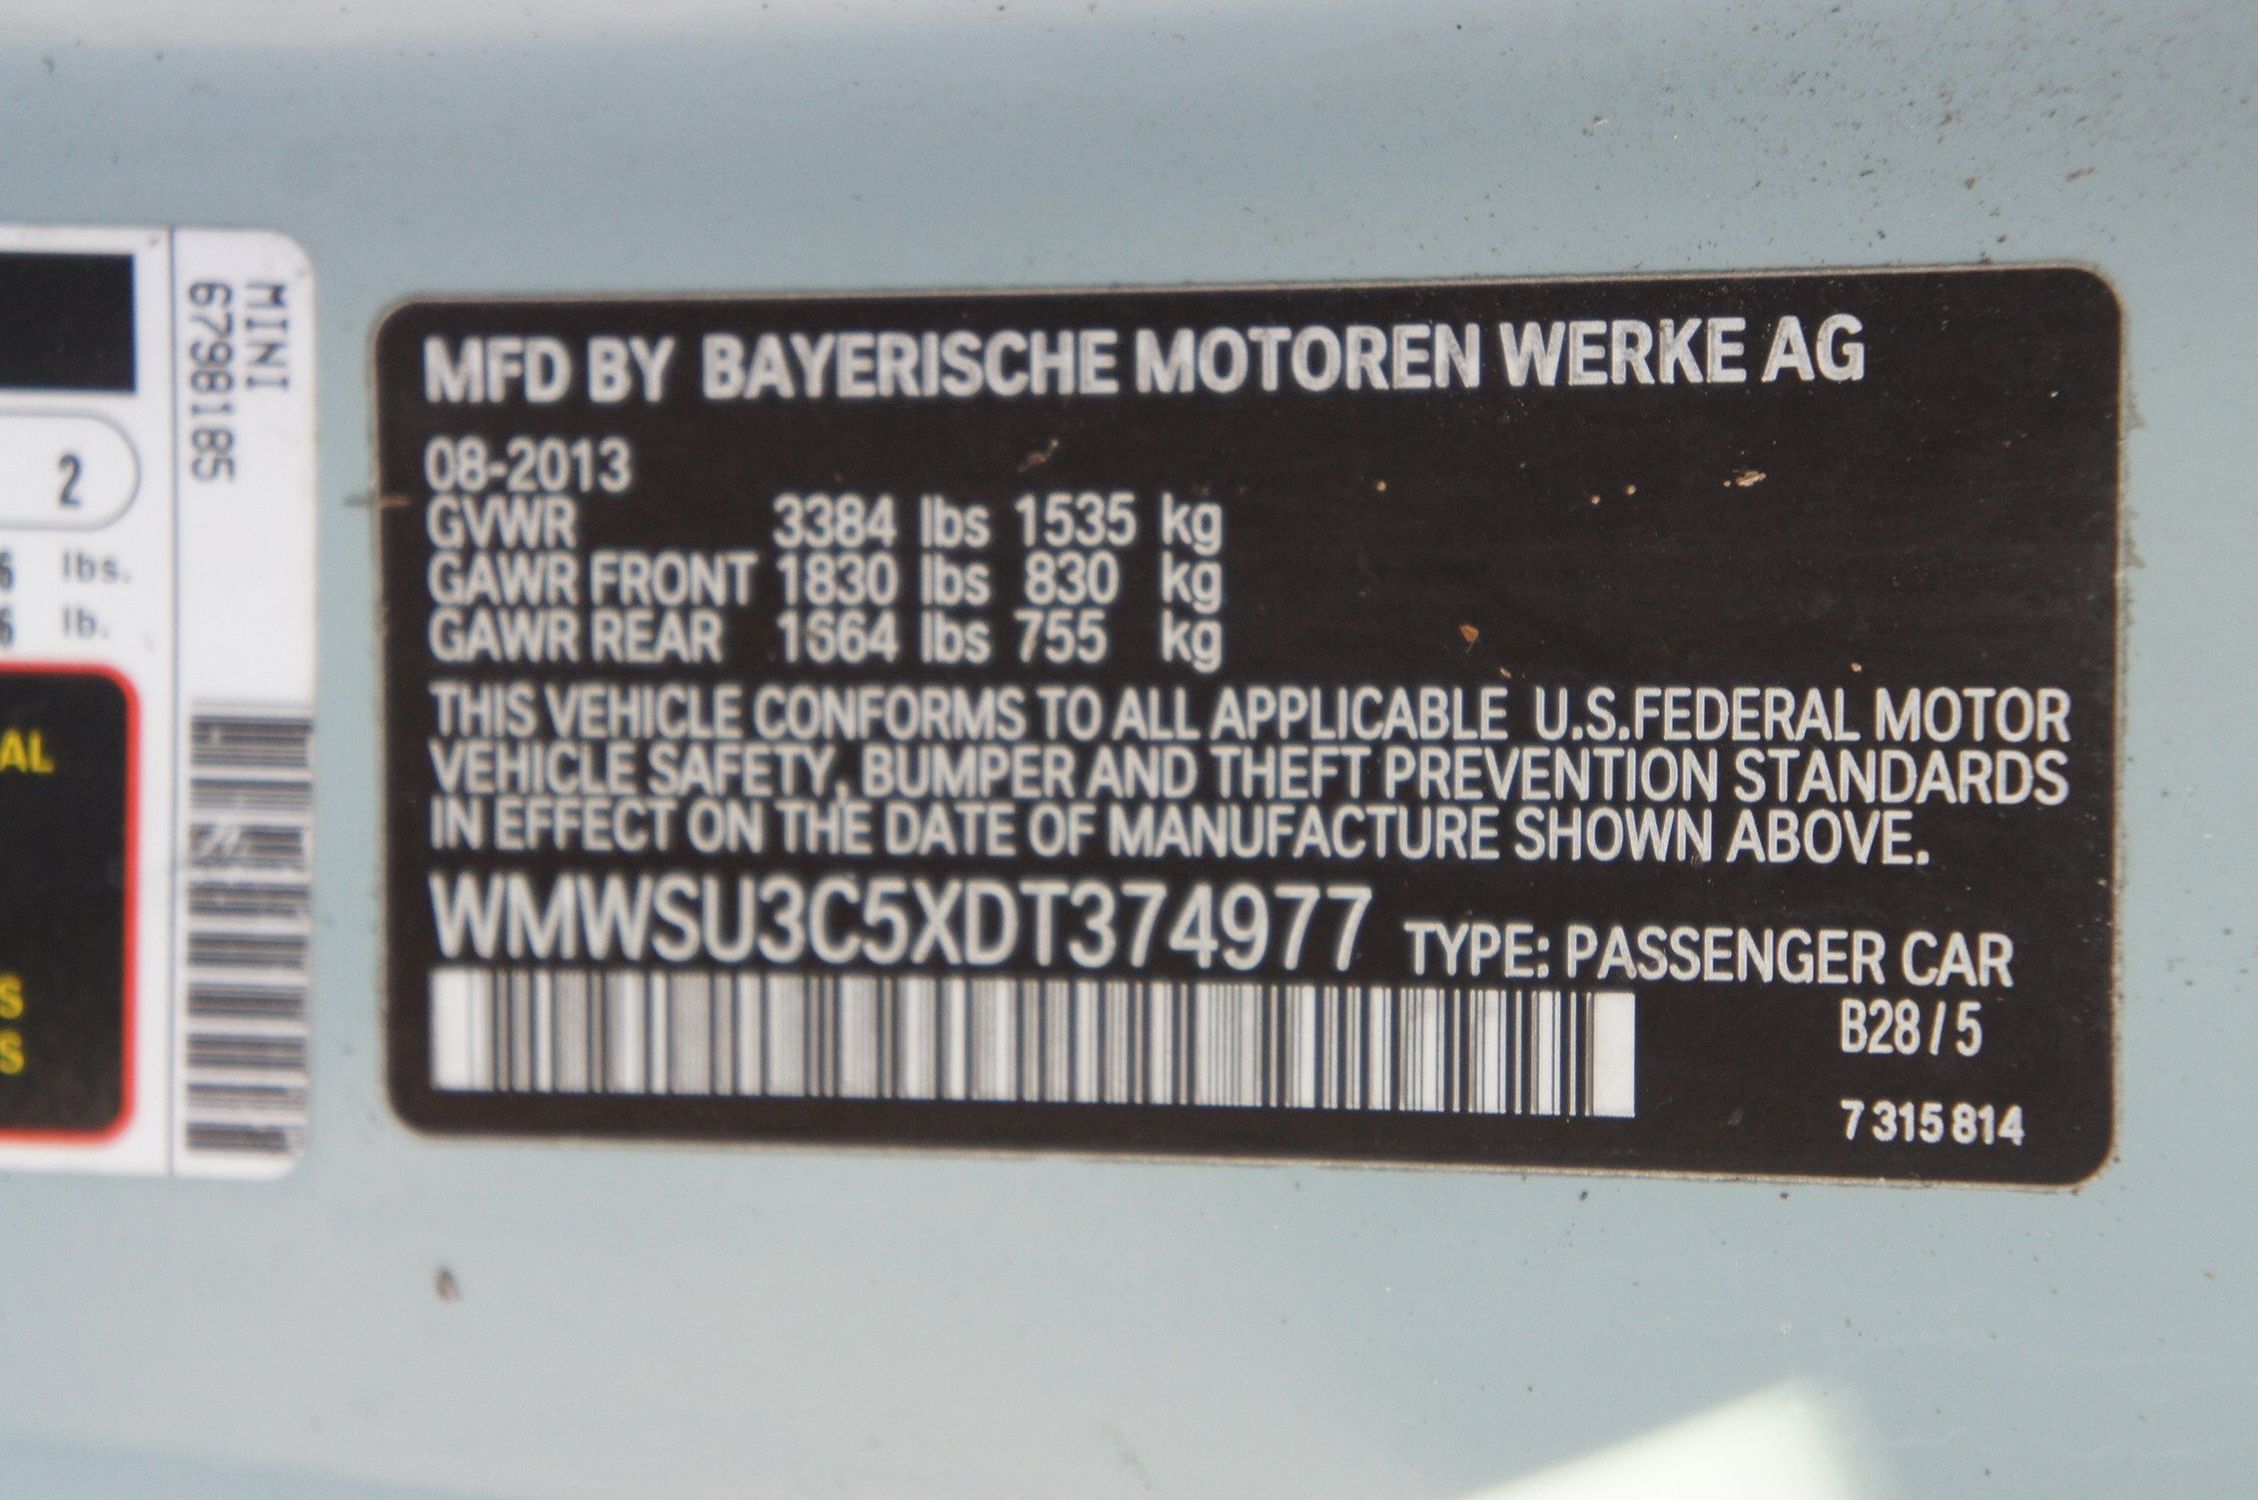 MINI
6798185
2
6 lbs.
6 lb.
AL
S
S
MFD BY BAYERISCHE MOTOREN WERKE AG
08-2013
GVWR 3384 lbs 1535 kg
GAWR FRONT 1830 lbs 830 kg
GAWR REAR 1664 lbs 755 kg
THIS VEHICLE CONFORMS TO ALL APPLICABLE U.S.FEDERAL MOTOR
VEHICLE SAFETY, BUMPER AND THEFT PREVENTION STANDARDS
IN EFFECT ON THE DATE OF MANUFACTURE SHOWN ABOVE.
WMWSU3C5XDT374977 TYPE: PASSENGER CAR
B28 / 5
7 315 814